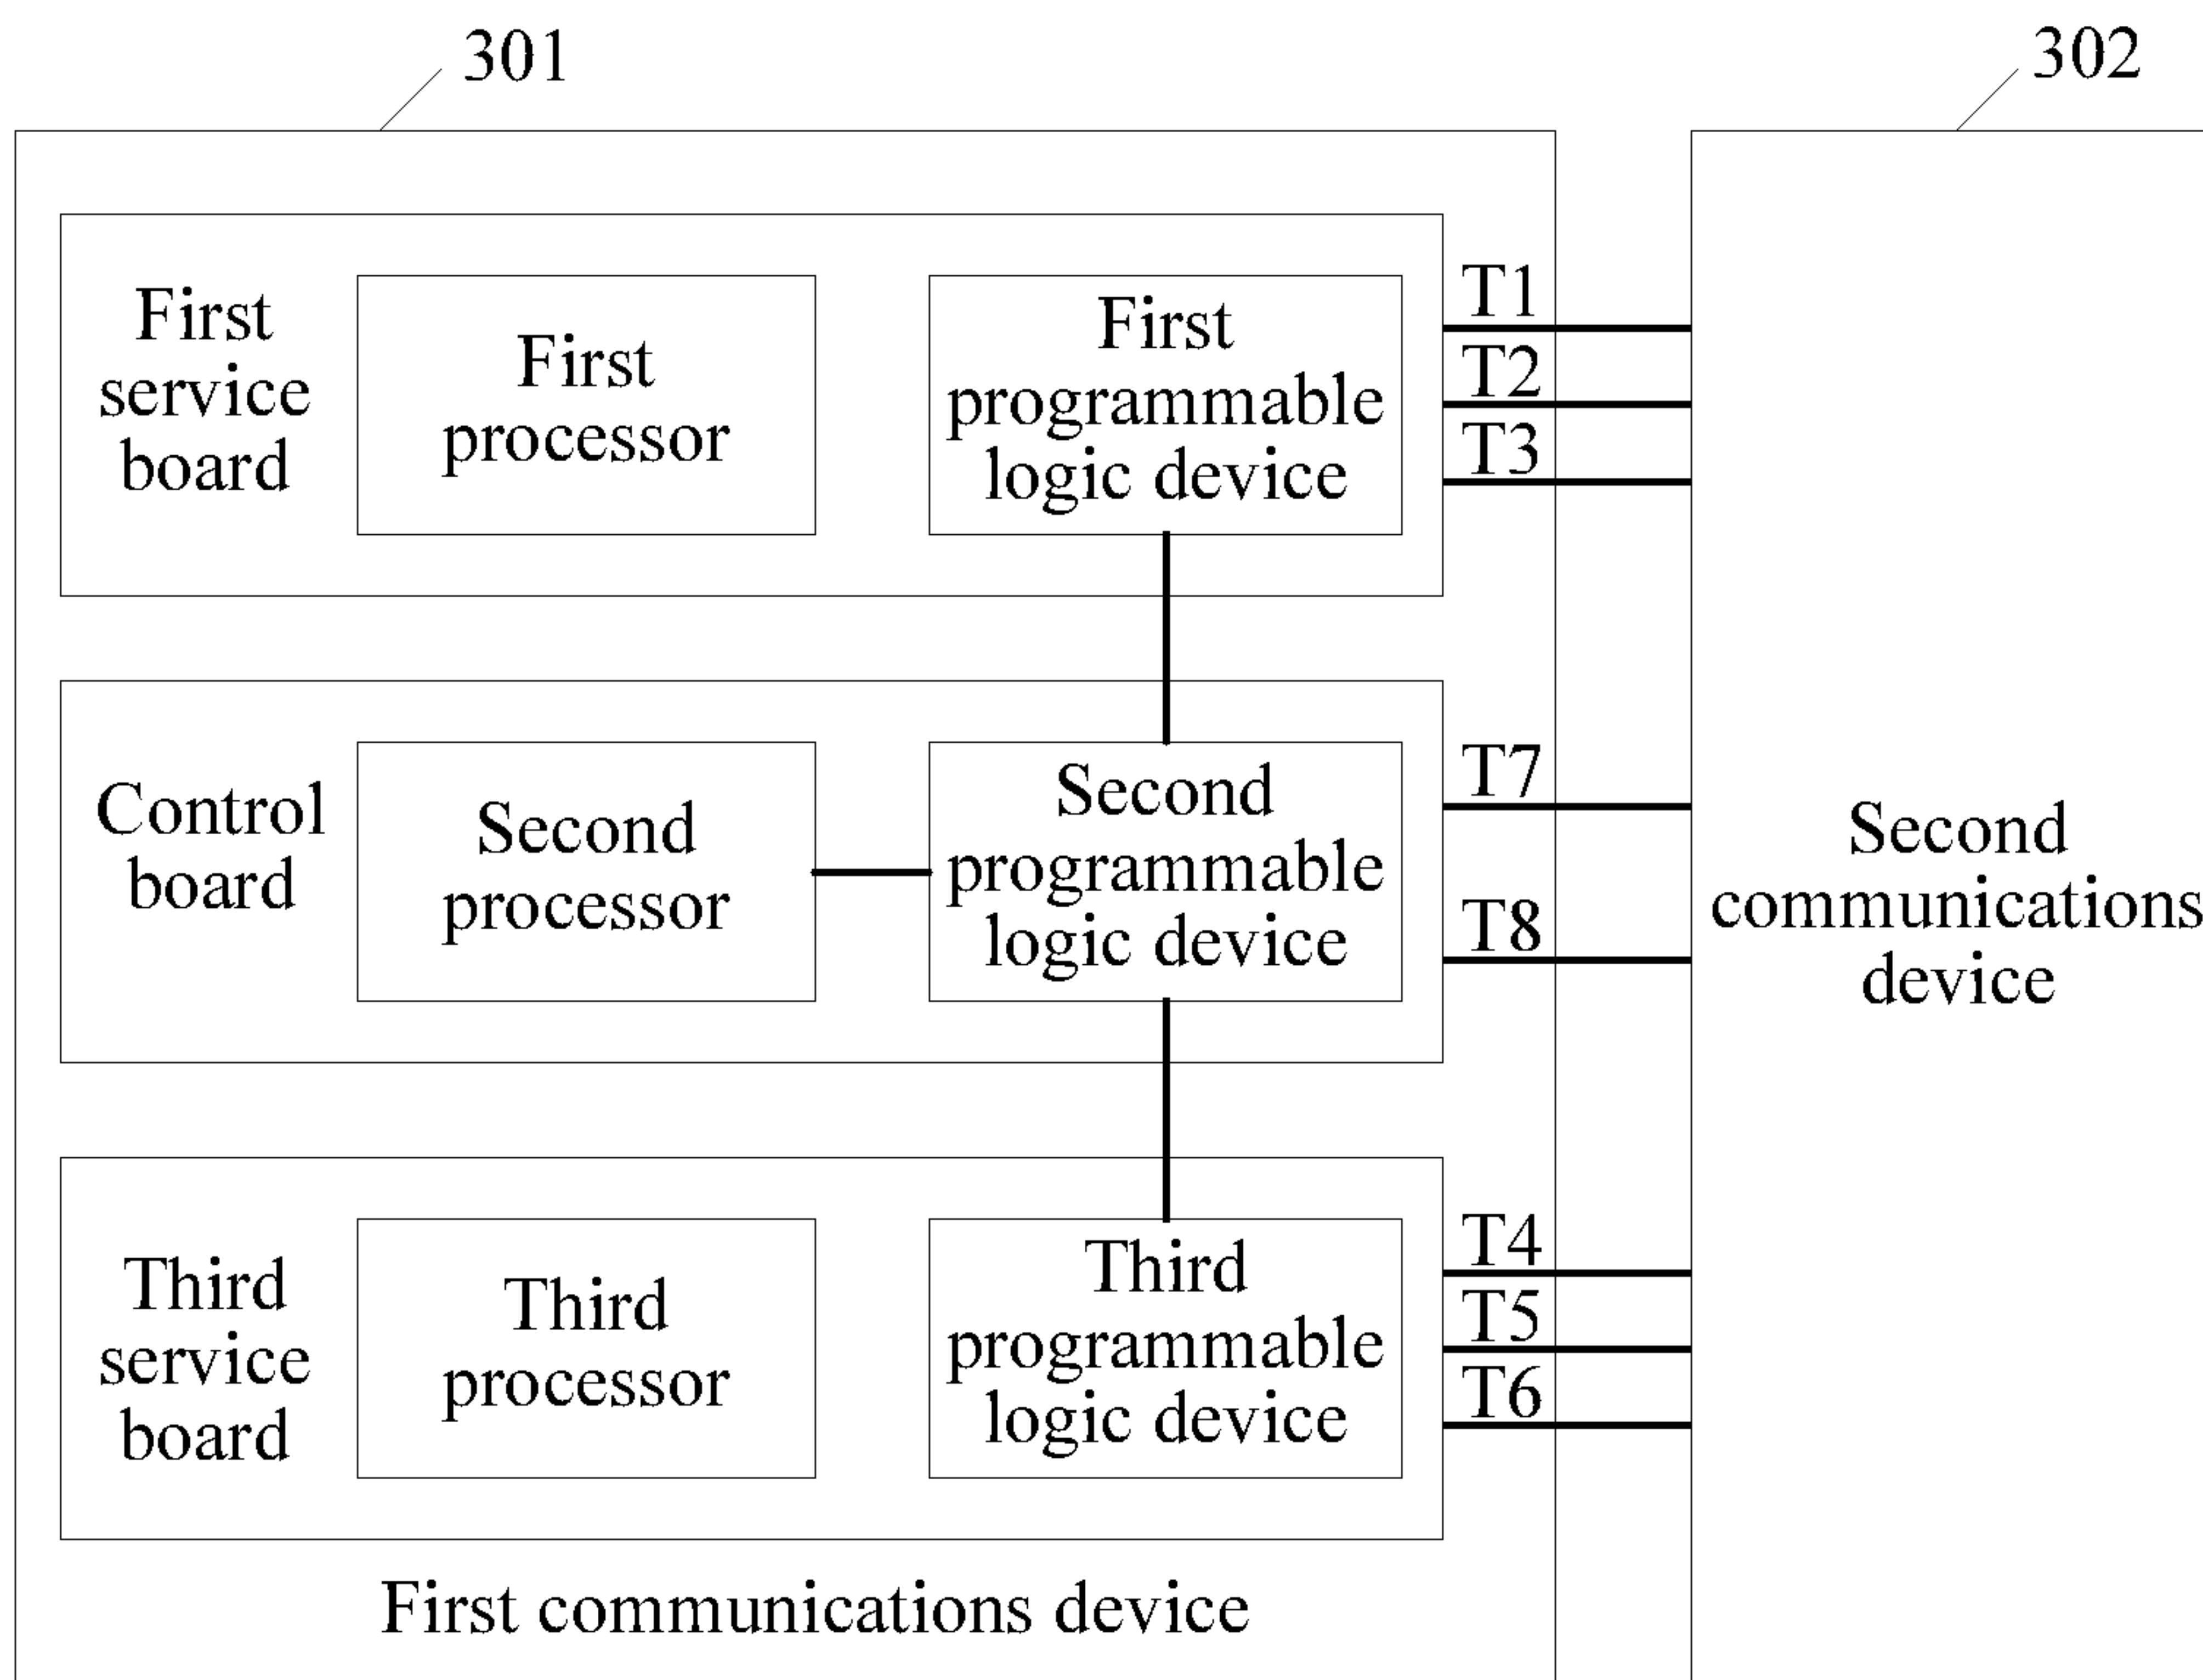 301
302
First
service
board
First
processor
First
programmable
logic device
T1
T2
T3
Control
board
Second
processor
Second
programmable
logic device
T7
T8
Second
communications
device
Third
service
board
Third
processor
Third
programmable
logic device
T4
T5
T6
First communications device